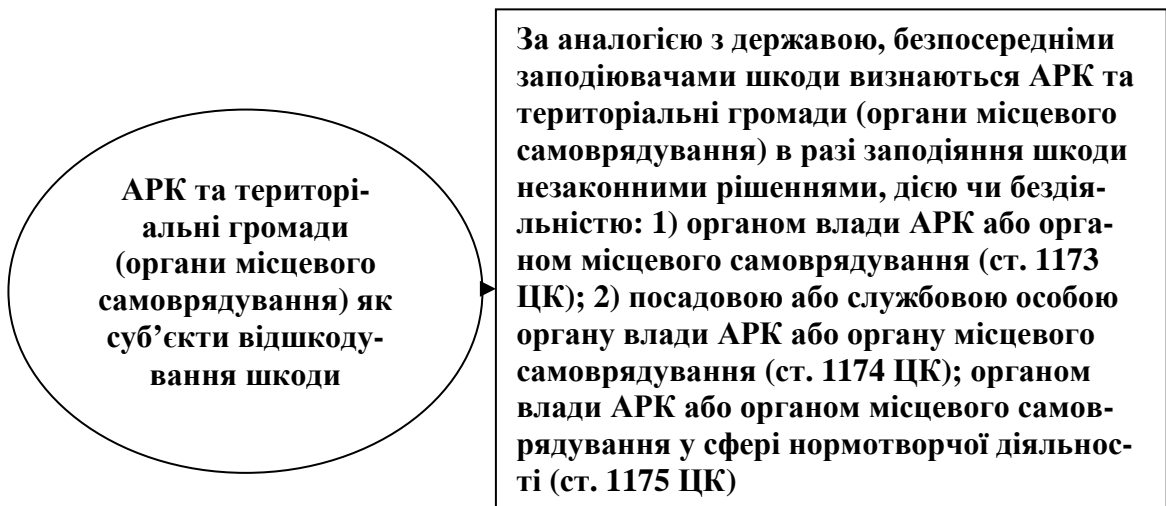 АРК та територі-
альні громади
(органи місцевого
самоврядування) як
суб’єкти відшкоду-
вання шкоди
За аналогією з державою, безпосередніми
заподіювачами шкоди визнаються АРК та
територіальні громади (органи місцевого
самоврядування) в разі заподіяння шкоди
незаконними рішеннями, дією чи бездія-
льністю: 1) органом влади АРК або орга-
ном місцевого самоврядування (ст. 1173
ЦК); 2) посадовою або службовою особою
органу влади АРК або органу місцевого
самоврядування (ст. 1174 ЦК); органом
влади АРК або органом місцевого самов-
рядування у сфері нормотворчої діяльнос-
ті (ст. 1175 ЦК)